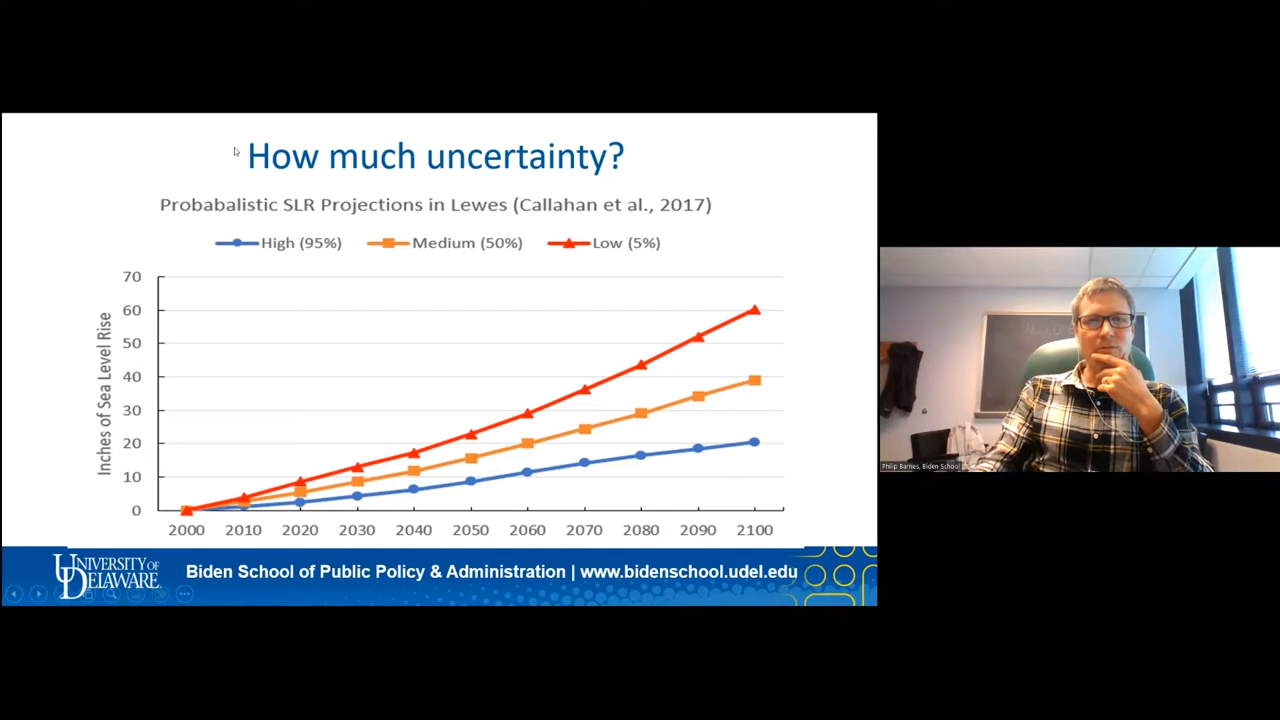 How much uncertainty?
Probabalistic SLR Projections in Lewes (Callahan et al., 2017)
High (95%) Medium (50%) Low (5%)
Inches of Sea Level Rise
70
60
50
40
30
20
10
0
2000 2010 2020 2030 2040 2050 2060 2070 2080 2090 2100
UNIVERSITY OF
DELAWARE
Biden School of Public Policy & Administration | www.bidenschool.udel.edu
Philip Barnes, Biden School